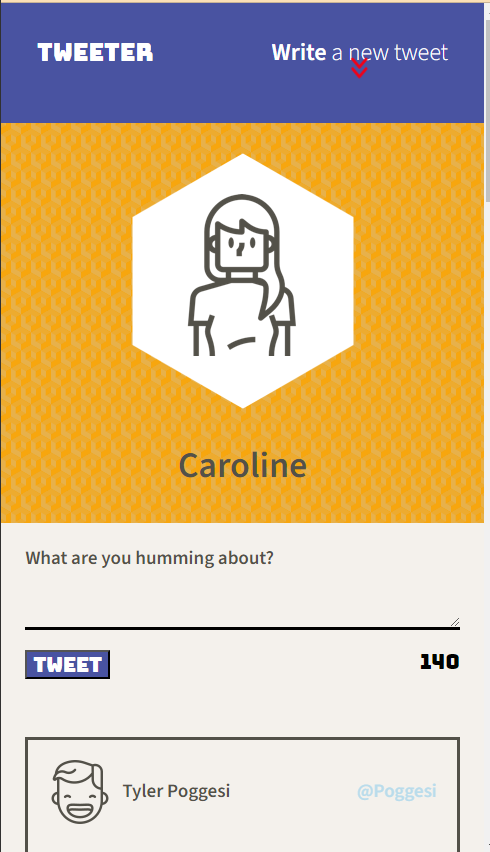 TWEETER
Write a new tweet
Caroline
What are you humming about?
TWEET
140
Tyler Poggesi
@Poggesi